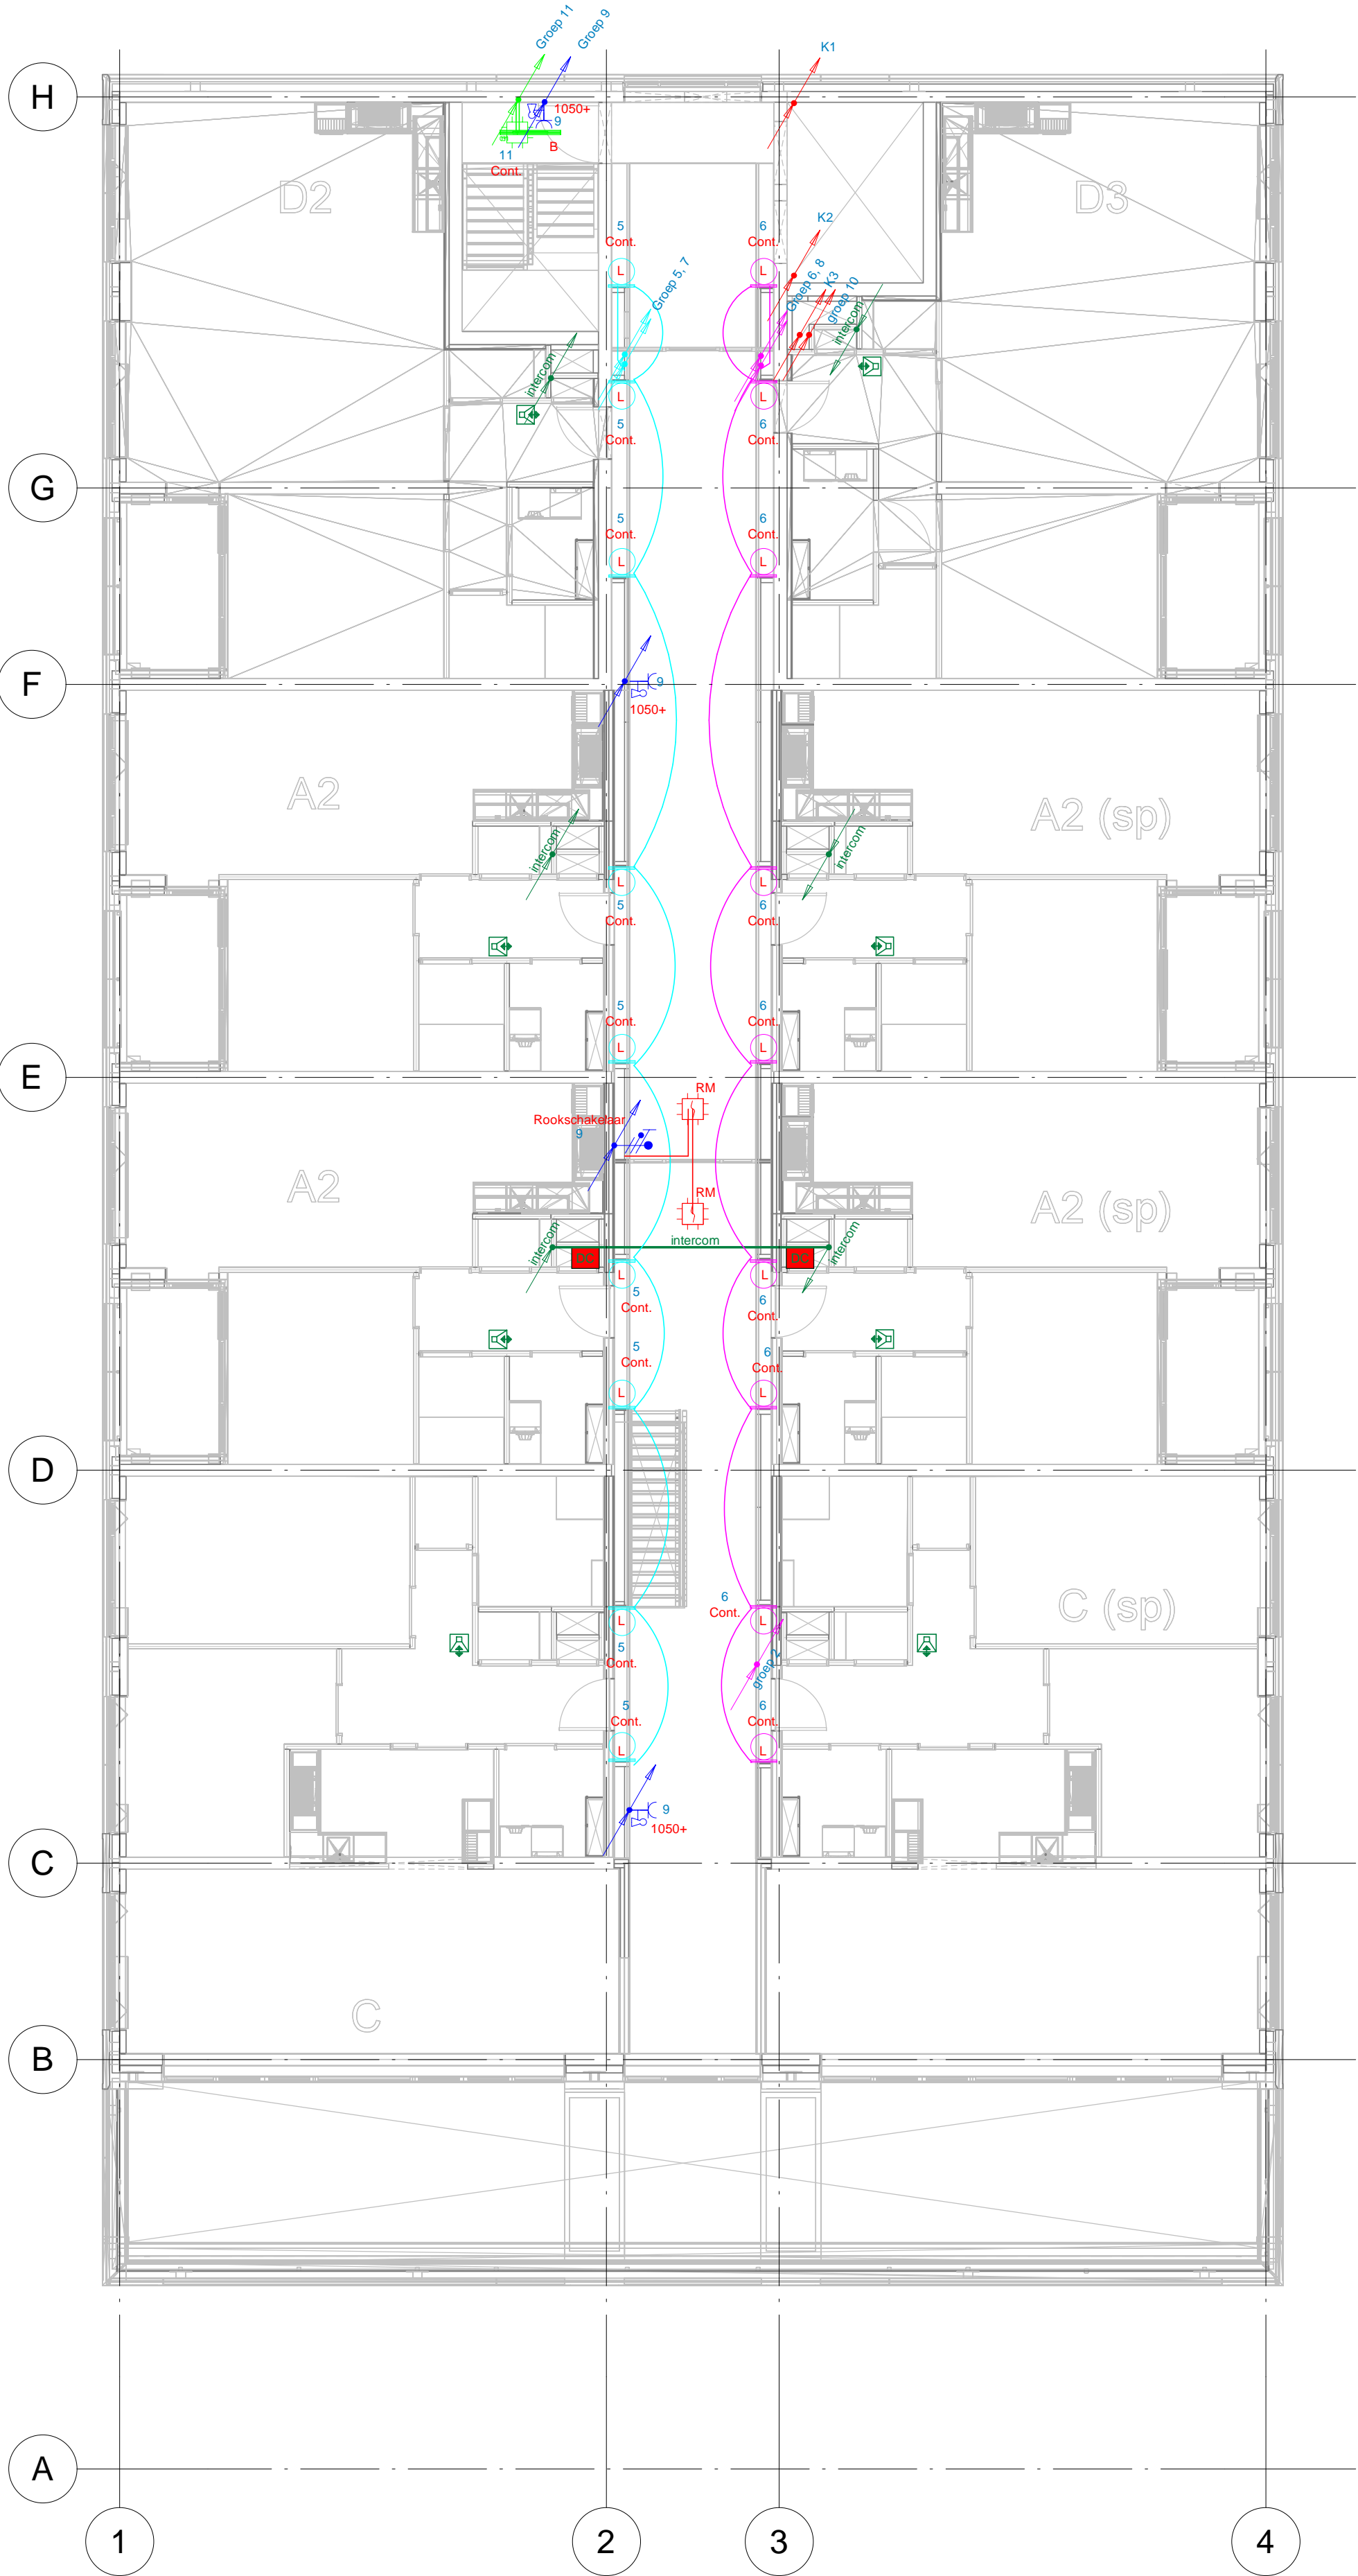 Groep 11
Groep 9
K1
H
1050+
9
B
11
Cont.
D2
D3
5
Cont.
6
Cont.
K2
L
L
Groep 5, 7
Groep 6, 8
K3
groep 10
intercom
intercom
L
L
5
Cont.
6
Cont.
G
5
Cont.
6
Cont.
L
L
F
9
1050+
A2
A2 (sp)
intercom
intercom
L
L
5
Cont.
6
Cont.
5
Cont.
6
Cont.
L
L
E
RM
Rookschakelaar
9
A2
RM
A2 (sp)
intercom
intercom
intercom
L
L
5
Cont.
6
Cont.
5
Cont.
6
Cont.
L
L
D
6
Cont.
C (sp)
L
L
5
Cont.
groep 2
5
Cont.
6
Cont.
L
L
9
1050+
C
C
B
A
1
2
3
4